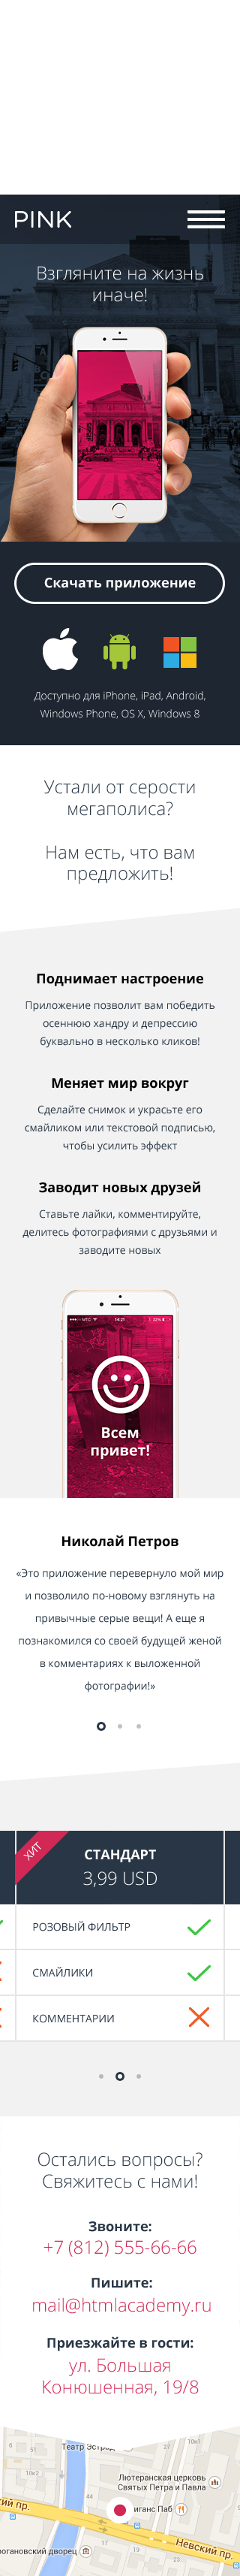 PINK
Взгляните на жизнь
иначе!
Скачать приложение
Доступно для iPhone, iPad, Android,
Windows Phone, OS X, Windows 8
Устали от серости
мегаполиса?
Нам есть, что вам
предложить!
Поднимает настроение
Приложение позволит вам победить
осеннюю хандру и депрессию
буквально в несколько кликов!
Меняет мир вокруг
Сделайте снимок и украсьте его
смайликом или текстовой подписью,
чтобы усилить эффект
Заводит новых друзей
Ставьте лайки, комментируйте,
делитесь фотографиями с друзьями и
заводите новых
Всем
привет!
Николай Петров
«Это приложение перевернуло мой мир
и позволило по-новому взглянуть на
привычные серые вещи! А еще я
познакомился со своей будущей женой
в комментариях к выложенной
фотографии!»
ХИТ
СТАНДАРТ
3,99 USD
РОЗОВЫЙ ФИЛЬТР
СМАЙЛИКИ
КОММЕНТАРИИ
Остались вопросы?
Свяжитесь с нами!
Звоните:
+7 (812) 555-66-66
Пишите:
mail@htmlacademy.ru
Приезжайте в гости:
ул. Большая
Конюшенная, 19/8
Театр Эстрад
Лютеранская церковь
Святых Петра и Павла
иганс Паб
ий пр.
Невский пр.
огановский дворец